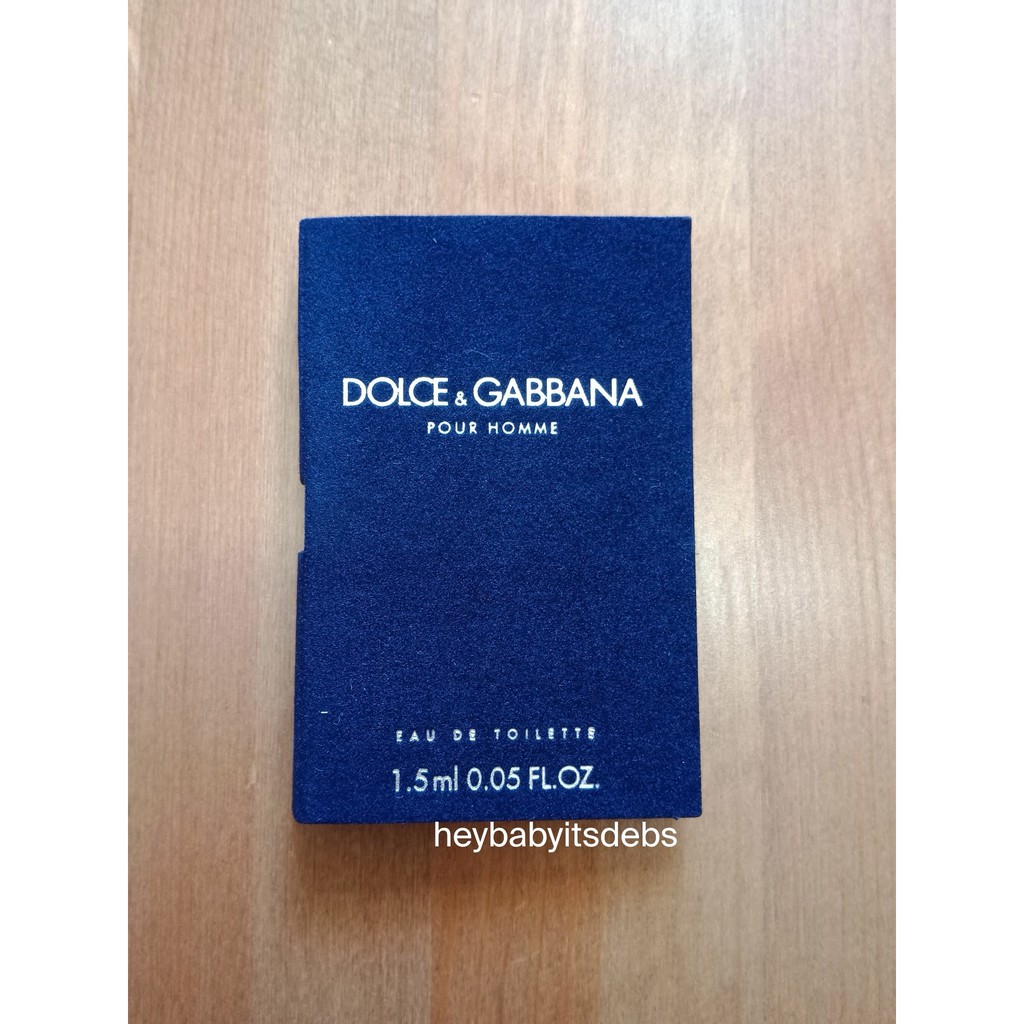 DOLCE & GABBANA
POUR HOMME
EAU DE TOILETTE
1.5ml 0.05 FL.OZ.
heybabyitsdebs